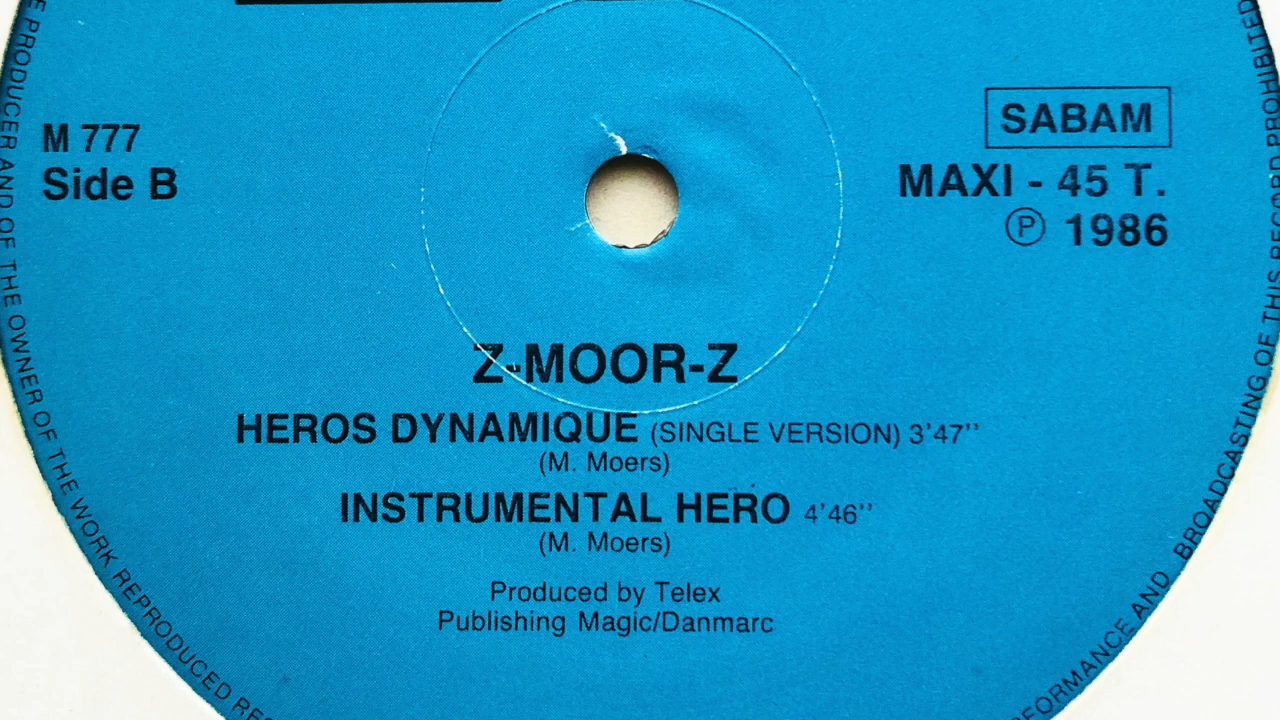 M 777
Side B
SABAM
MAXI - 45 T.
Ⓟ 1986
Z-MOOR-Z
HEROS DYNAMIQUE (SINGLE VERSION) 3'47''
(M. Moers)
INSTRUMENTAL HERO 4'46''
(M. Moers)
Produced by Telex
Publishing Magic/Danmarc
PRODUCER AND OF THE OWNER OF THE WORK REPRODUCED
AND BROADCASTING OF THIS RECORD PROHIBITED